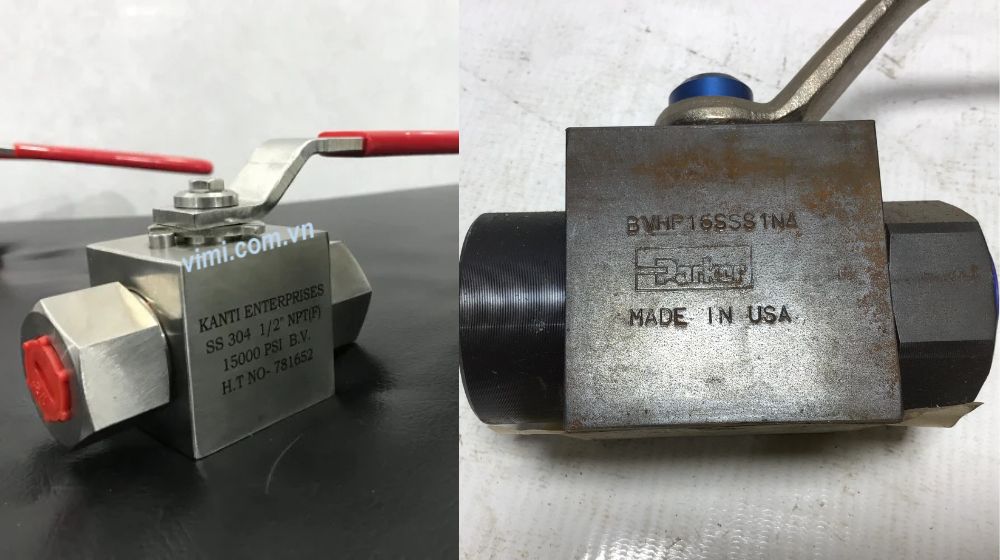 vimi.com.vn
KANTI ENTERPRISES
SS 304 1/2" NPT(F)
15000 PSI B.V.
H.T NO- 781652
BVHP16SSS1NA
Parker
MADE IN USA